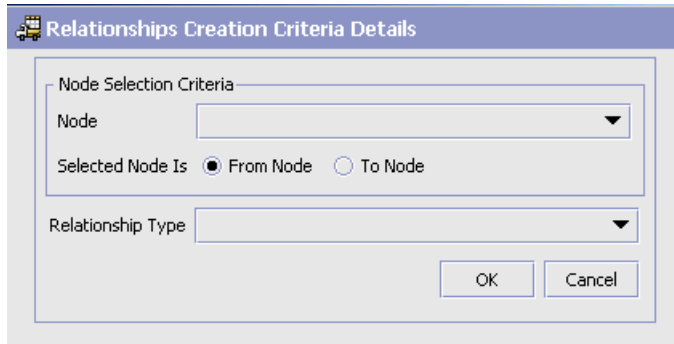 Relationships Creation Criteria Details
Node Selection Criteria
Node
Selected Node Is From Node To Node
Relationship Type
OK Cancel